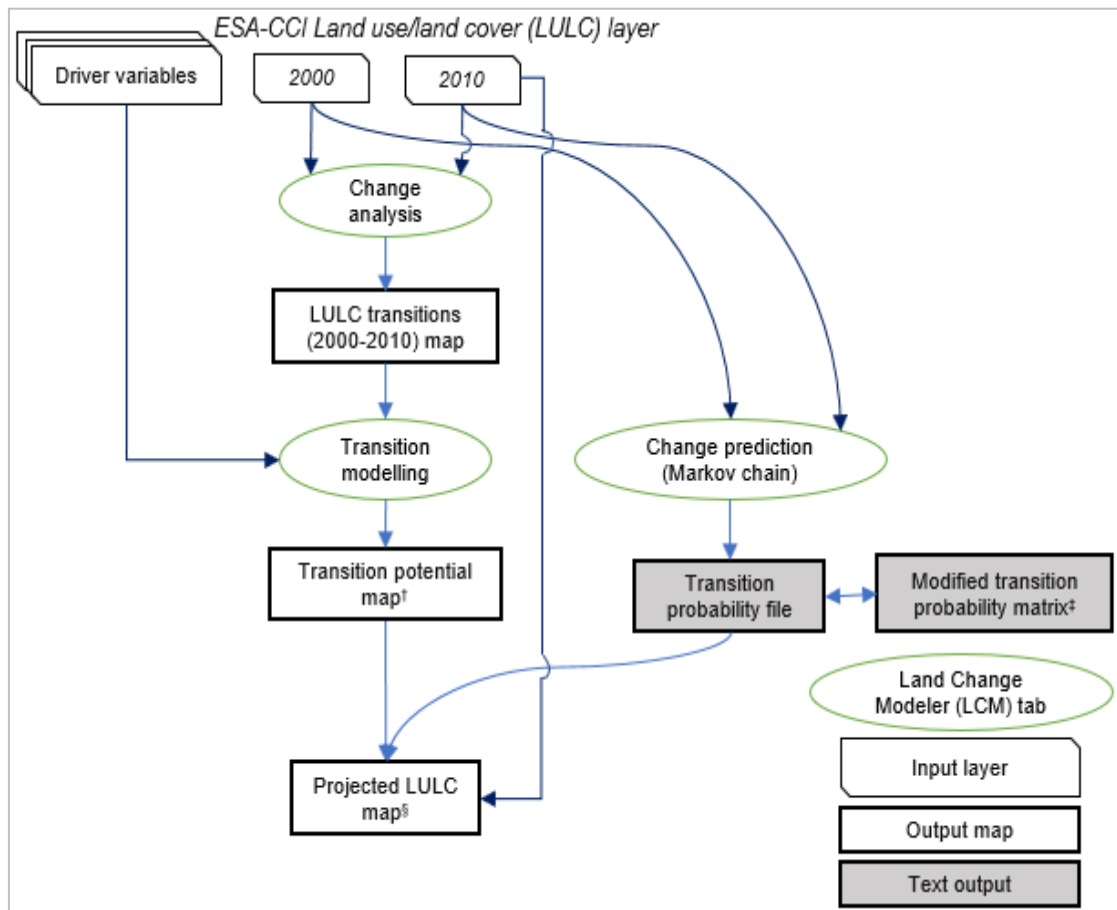 ESA-CCI Land use/land cover (LULC) layer
Driver variables
2000
2010
Change
analysis
LULC transitions
(2000-2010) map
Transition
modelling
Change prediction
(Markov chain)
Transition potential
map†
Transition
probability file
Modified transition
probability matrix‡
Land Change
Modeler (LCM) tab
Projected LULC
map§
Input layer
Output map
Text output